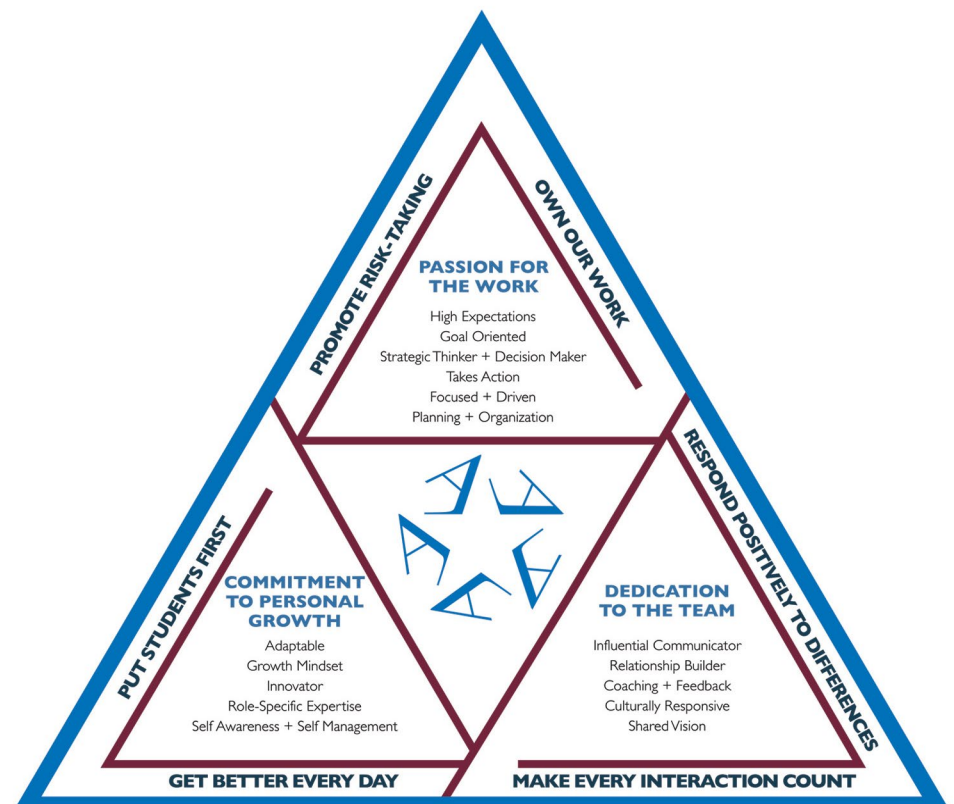 PROMOTE RISK-TAKING
OWN OUR WORK
PASSION FOR
THE WORK
High Expectations
Goal Oriented
Strategic Thinker + Decision Maker
Takes Action
Focused + Driven
Planning + Organization
PUT STUDENTS FIRST
COMMITMENT
TO PERSONAL
GROWTH
Adaptable
Growth Mindset
Innovator
Role-Specific Expertise
Self Awareness + Self Management
GET BETTER EVERY DAY
A
A
A
A
A
DEDICATION
TO THE TEAM
Influential Communicator
Relationship Builder
Coaching + Feedback
Culturally Responsive
Shared Vision
RESPOND POSITIVELY TO DIFFERENCES
MAKE EVERY INTERACTION COUNT